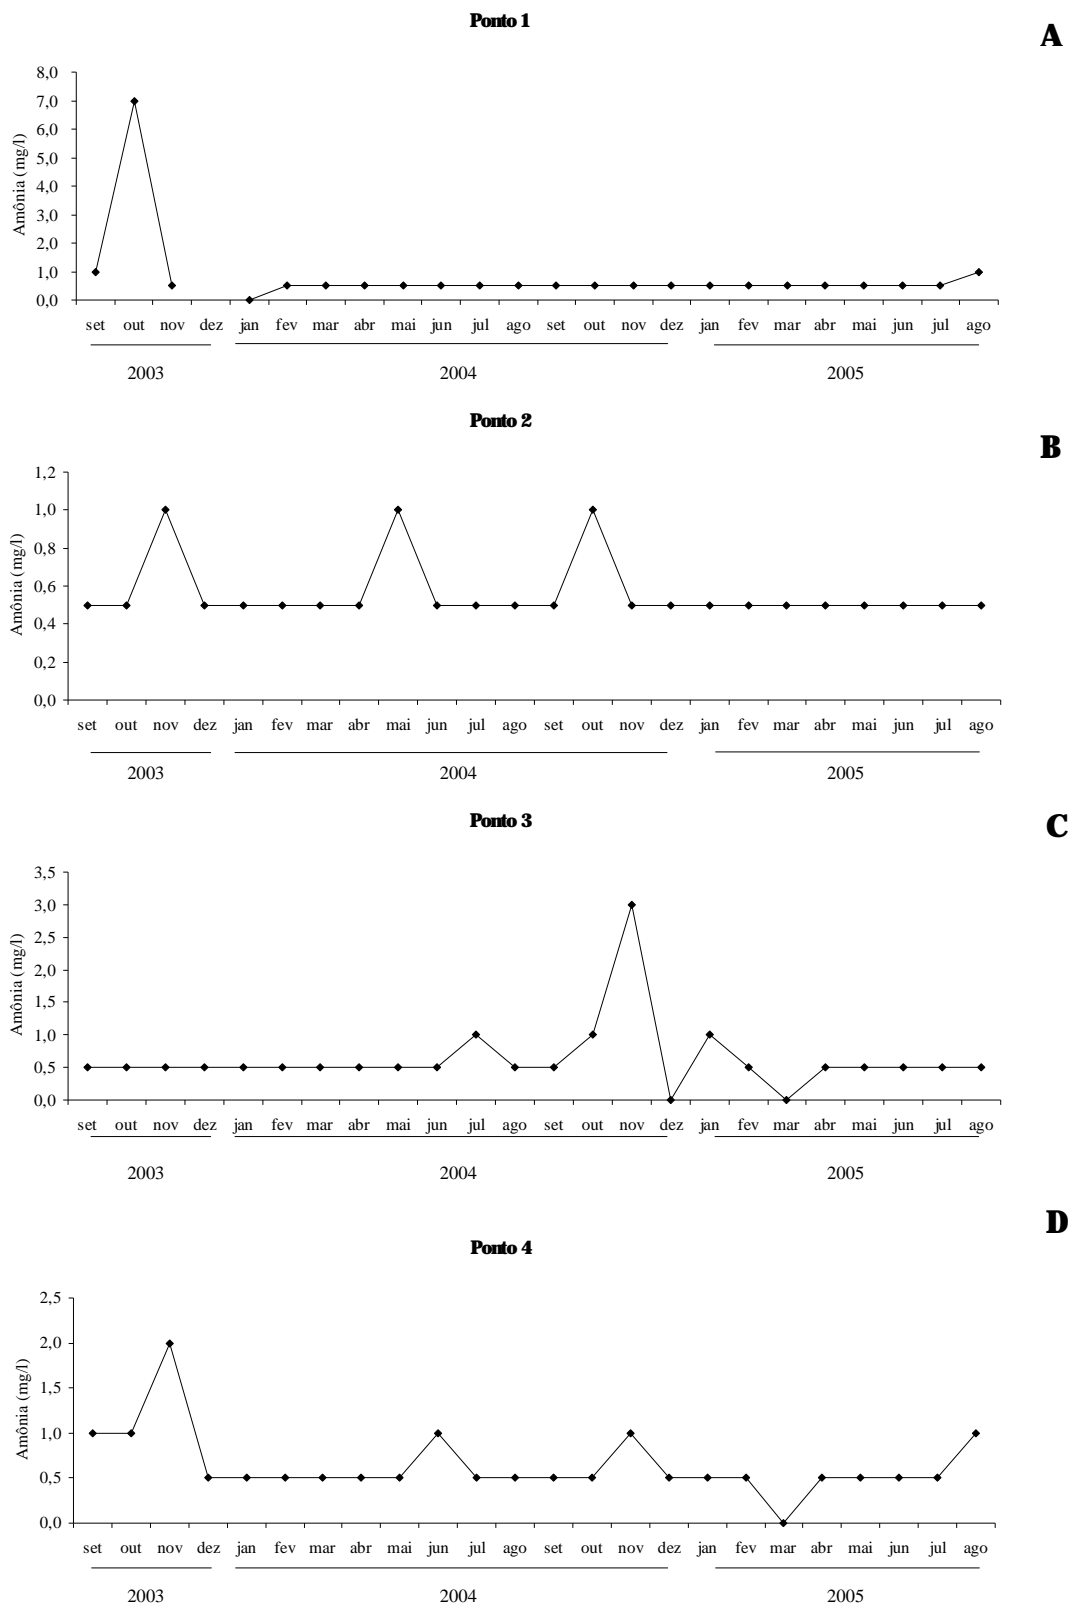 Ponto 1
A
8,0
7,0
6,0
5,0
4,0
3,0
2,0
1,0
0,0
Amônia (mg/l)
set out nov dez jan fev mar abr mai jun jul ago set out nov dez jan fev mar abr mai jun jul ago
2003 2004 2005
Ponto 2
B
1,2
1,0
0,8
0,6
0,4
0,2
0,0
Amônia (mg/l)
set out nov dez jan fev mar abr mai jun jul ago set out nov dez jan fev mar abr mai jun jul ago
2003 2004 2005
Ponto 3
C
3,5
3,0
2,5
2,0
1,5
1,0
0,5
0,0
Amônia (mg/l)
set out nov dez jan fev mar abr mai jun jul ago set out nov dez jan fev mar abr mai jun jul ago
2003 2004 2005
D
Ponto 4
2,5
2,0
1,5
1,0
0,5
0,0
Amônia (mg/l)
set out nov dez jan fev mar abr mai jun jul ago set out nov dez jan fev mar abr mai jun jul ago
2003 2004 2005